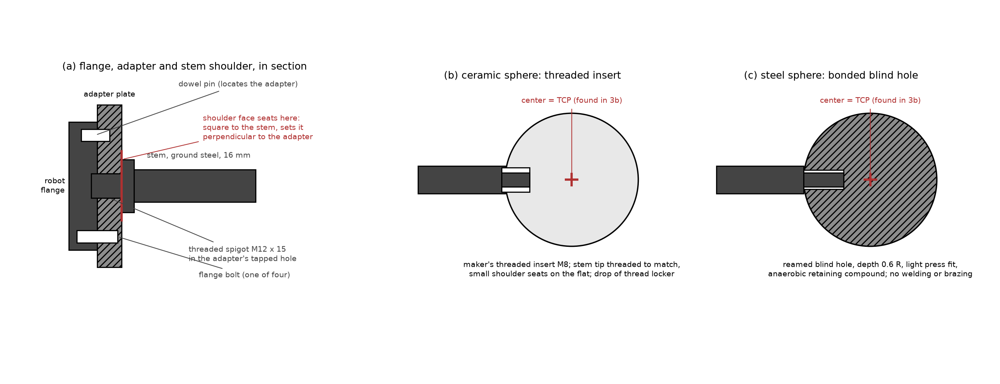 (a) flange, adapter and stem shoulder, in section
dowel pin (locates the adapter)
adapter plate
shoulder face seats here:
square to the stem, sets it
perpendicular to the adapter
stem, ground steel, 16 mm
robot
flange
threaded spigot M12 x 15
in the adapter's tapped hole
flange bolt (one of four)
(b) ceramic sphere: threaded insert
center = TCP (found in 3b)
maker's threaded insert M8; stem tip threaded to match,
small shoulder seats on the flat; drop of thread locker
(c) steel sphere: bonded blind hole
center = TCP (found in 3b)
reamed blind hole, depth 0.6 R, light press fit,
anaerobic retaining compound; no welding or brazing